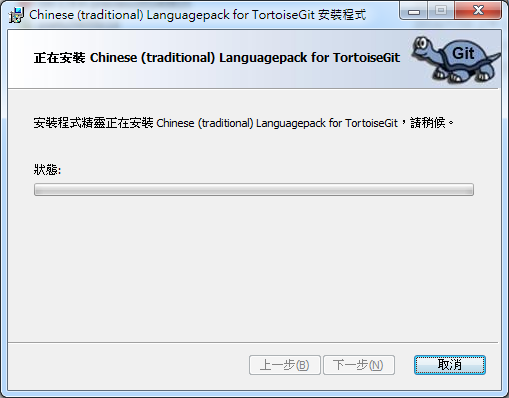 Chinese (traditional) Languagepack for TortoiseGit 安裝程式
正在安裝 Chinese (traditional) Languagepack for TortoiseGit
Git
安裝程式精靈正在安裝 Chinese (traditional) Languagepack for TortoiseGit，請稍候。
狀態:
上一步(B)
下一步(N)
取消